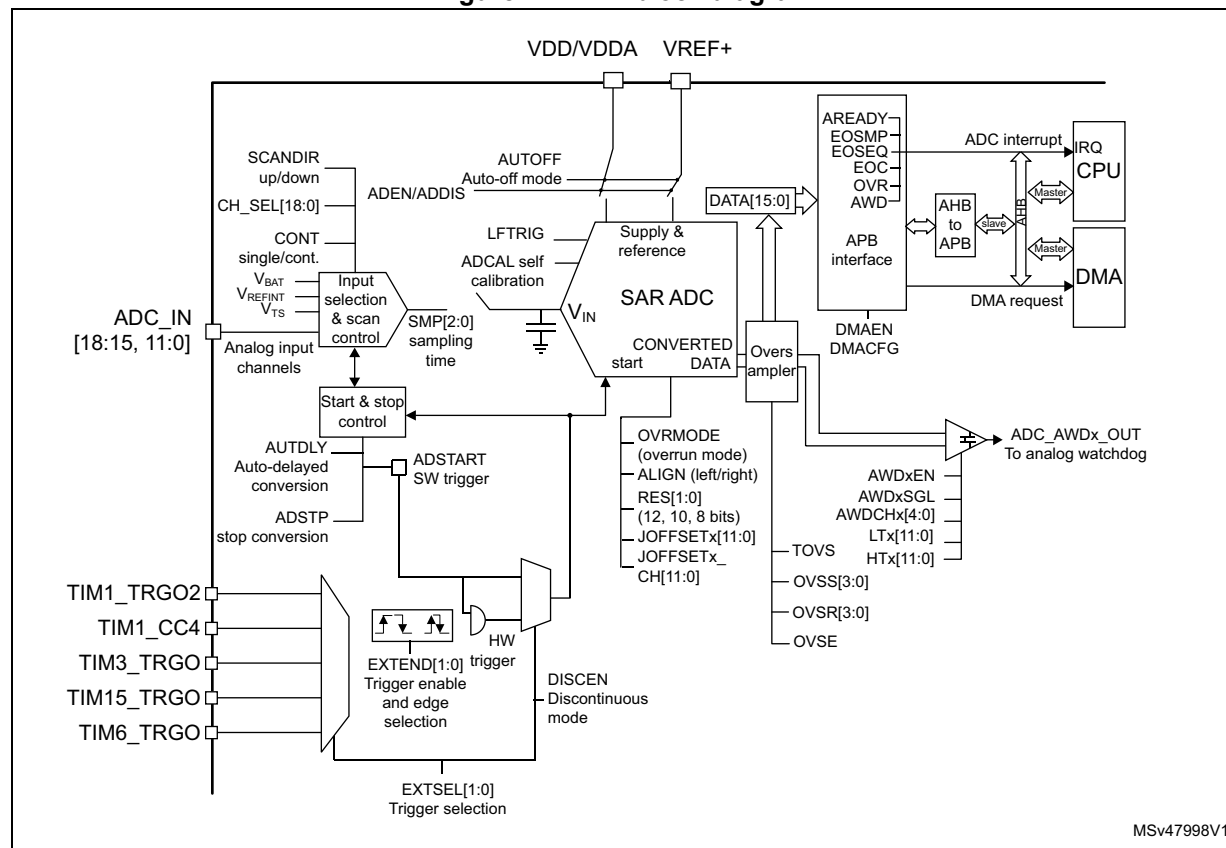 VDD/VDDA VREF+
SCANDIR
up/down
CH_SEL[18:0]
CONT
single/cont.
VBAT
VREFINT
VTS
ADC_IN
[18:15, 11:0]
Analog input
channels
Input
selection
& scan
control
SMP[2:0]
sampling
time
AUTOFF
Auto-off mode
ADEN/ADDIS
LFTRIG
ADCAL self
calibration
Supply &
reference
SAR ADC
VIN
CONVERTED
DATA
start
DATA[15:0]
AREADY
EOSMP
EOSEQ
EOC
OVR
AWD
APB
interface
ADC interrupt
IRQ
CPU
Master
AHB
to
APB
slave
AHB
Master
DMA
DMA request
DMAEN
DMACFG
Overs
ampler
Start & stop
control
AUTDLY
Auto-delayed
conversion
ADSTP
stop conversion
ADSTART
SW trigger
OVRMODE
(overrun mode)
ALIGN (left/right)
RES[1:0]
(12, 10, 8 bits)
JOFFSETx[11:0]
JOFFSETx_
CH[11:0]
ADC_AWDx_OUT
To analog watchdog
AWDxEN
AWDxSGL
AWDCHx[4:0]
LTx[11:0]
HTx[11:0]
TOVS
OVSS[3:0]
OVSR[3:0]
OVSE
TIM1_TRGO2
TIM1_CC4
TIM3_TRGO
TIM15_TRGO
TIM6_TRGO
HW
trigger
EXTEND[1:0]
Trigger enable
and edge
selection
DISCEN
Discontinuous
mode
EXTSEL[1:0]
Trigger selection
MSv47998V1